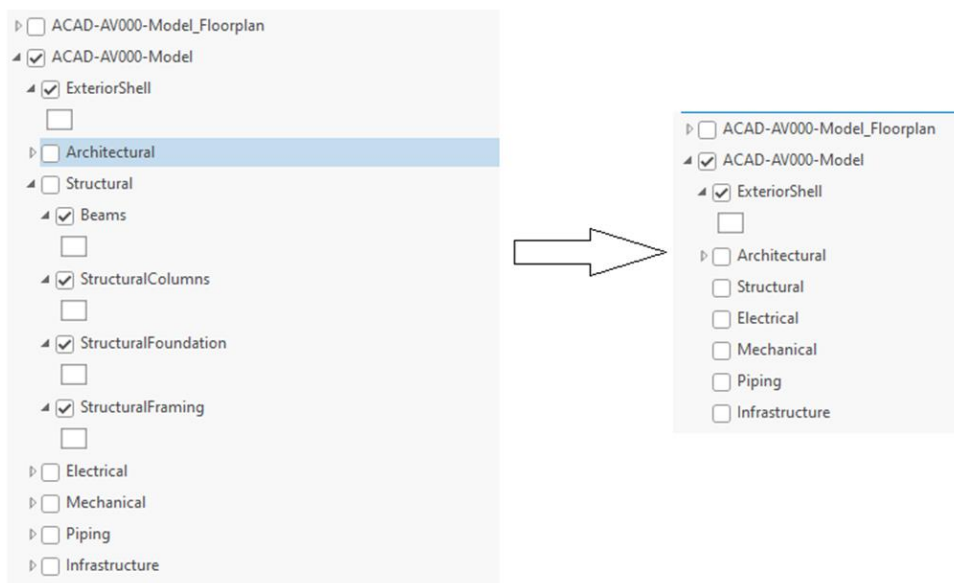 ACAD-AV000-Model_Floorplan
ACAD-AV000-Model
ExteriorShell
Architectural
Structural
Beams
StructuralColumns
StructuralFoundation
StructuralFraming
Electrical
Mechanical
Piping
Infrastructure
ACAD-AV000-Model_Floorplan
ACAD-AV000-Model
ExteriorShell
Architectural
Structural
Electrical
Mechanical
Piping
Infrastructure